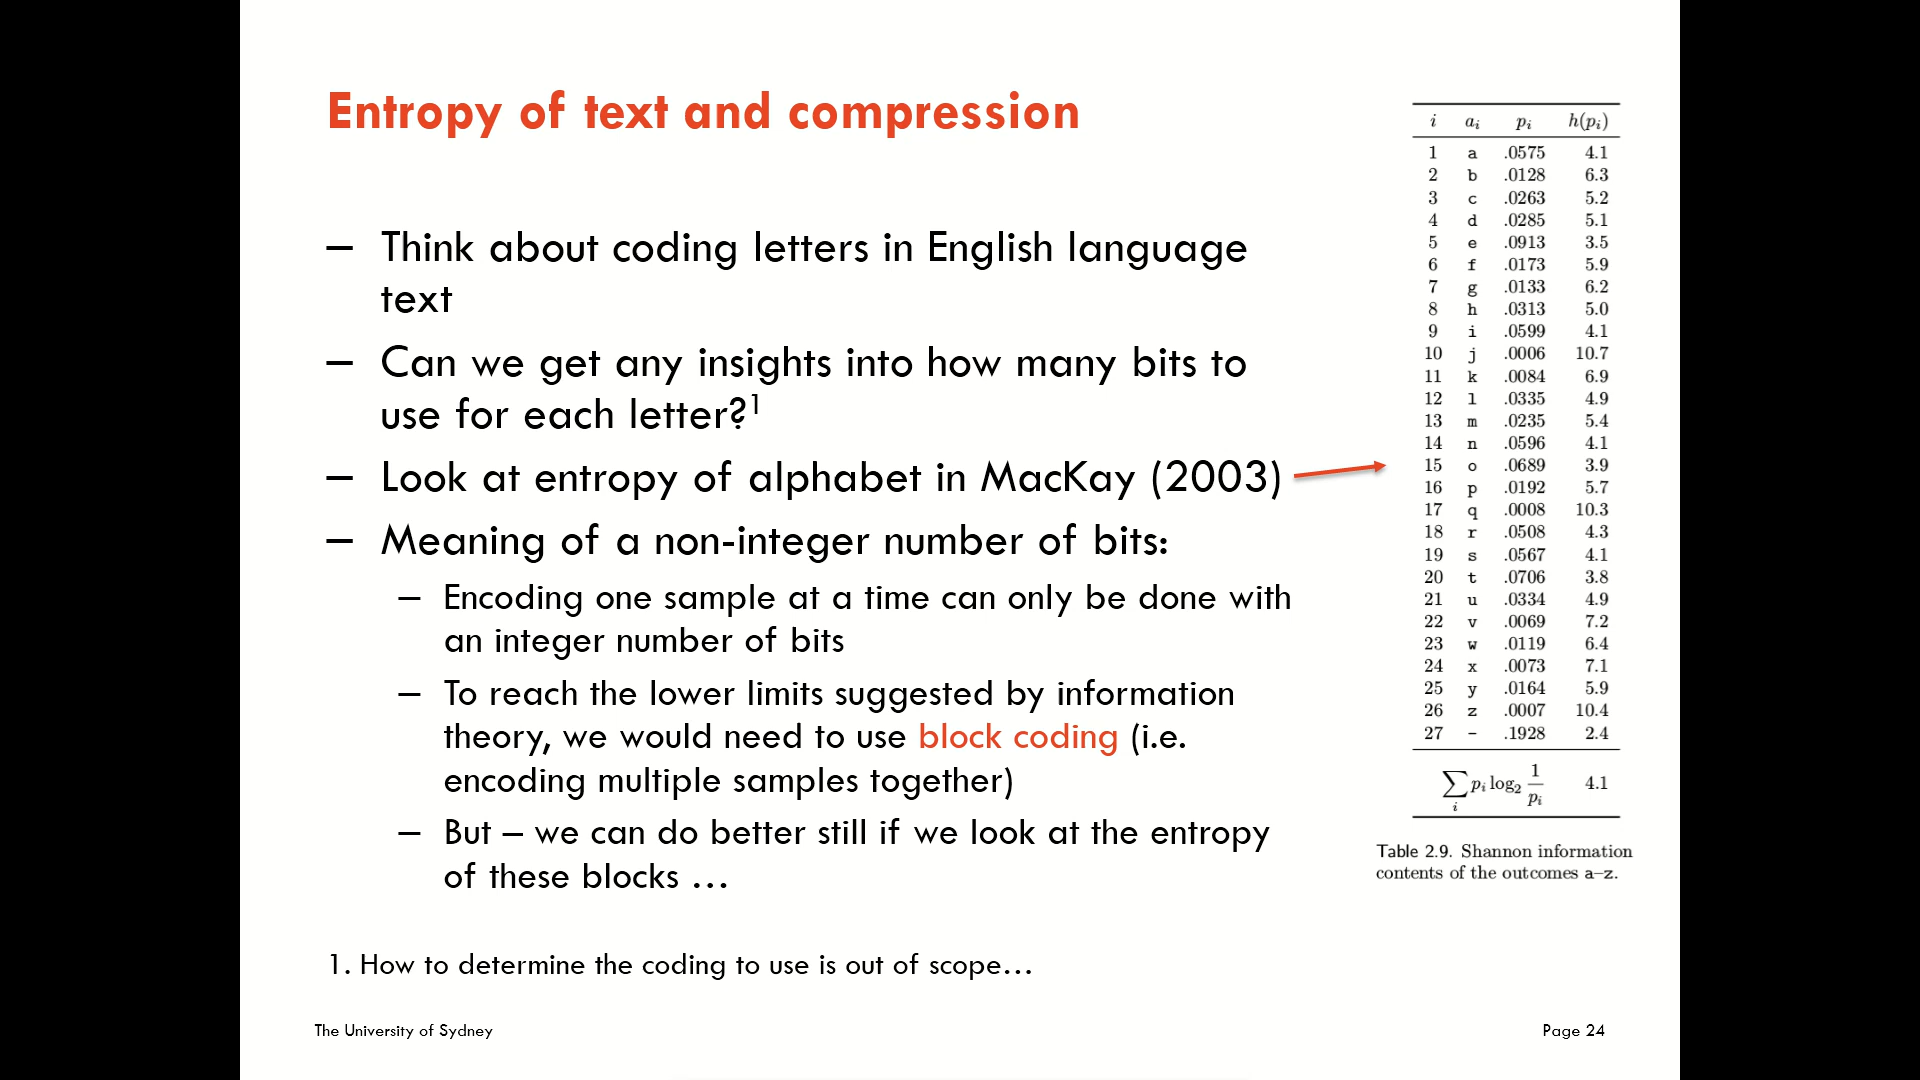 Entropy of text and compression
– Think about coding letters in English language
text
– Can we get any insights into how many bits to
use for each letter?¹
– Look at entropy of alphabet in MacKay (2003)
– Meaning of a non-integer number of bits:
– Encoding one sample at a time can only be done with
an integer number of bits
– To reach the lower limits suggested by information
theory, we would need to use block coding (i.e.
encoding multiple samples together)
– But – we can do better still if we look at the entropy
of these blocks …
1. How to determine the coding to use is out of scope…
i aᵢ pᵢ h(pᵢ)
1 a .0575 4.1
2 b .0128 6.3
3 c .0263 5.2
4 d .0285 5.1
5 e .0913 3.5
6 f .0173 5.9
7 g .0133 6.2
8 h .0313 5.0
9 i .0599 4.1
10 j .0006 10.7
11 k .0084 6.9
12 l .0335 4.9
13 m .0235 5.4
14 n .0596 4.1
15 o .0689 3.9
16 p .0192 5.7
17 q .0008 10.3
18 r .0508 4.3
19 s .0567 4.1
20 t .0706 3.8
21 u .0334 4.9
22 v .0069 7.2
23 w .0119 6.4
24 x .0073 7.1
25 y .0164 5.9
26 z .0007 10.4
27 – .1928 2.4
∑ᵢ pᵢ log₂ 1/pᵢ 4.1
Table 2.9. Shannon information
contents of the outcomes a–z.
The University of Sydney
Page 24